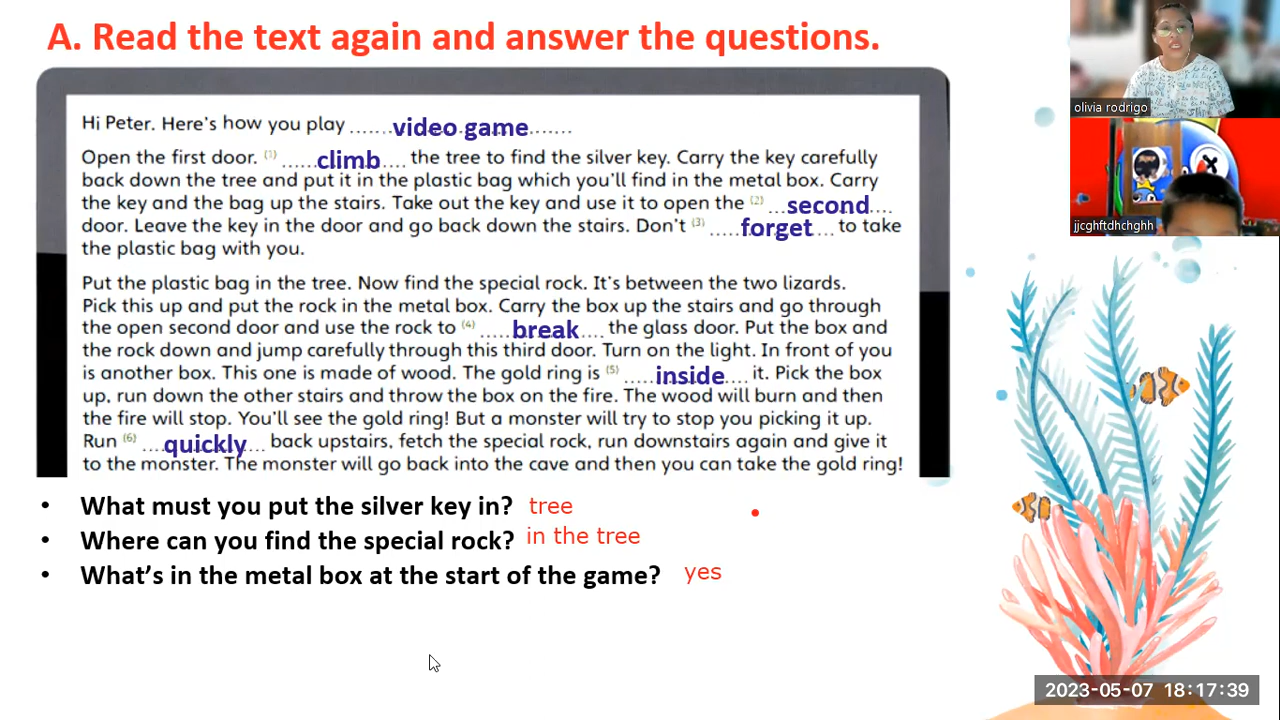 A. Read the text again and answer the questions.
Hi Peter. Here's how you play .......video game.......
Open the first door. (1) ......climb.... the tree to find the silver key. Carry the key carefully
back down the tree and put it in the plastic bag which you'll find in the metal box. Carry
the key and the bag up the stairs. Take out the key and use it to open the (2) ...second....
door. Leave the key in the door and go back down the stairs. Don't (3) .....forget.... to take
the plastic bag with you.
Put the plastic bag in the tree. Now find the special rock. It's between the two lizards.
Pick this up and put the rock in the metal box. Carry the box up the stairs and go through
the open second door and use the rock to (4) .....break.... the glass door. Put the box and
the rock down and jump carefully through this third door. Turn on the light. In front of you
is another box. This one is made of wood. The gold ring is (5) .....inside.... it. Pick the box
up, run down the other stairs and throw the box on the fire. The wood will burn and then
the fire will stop. You'll see the gold ring! But a monster will try to stop you picking it up.
Run (6) ....quickly.... back upstairs, fetch the special rock, run downstairs again and give it
to the monster. The monster will go back into the cave and then you can take the gold ring!
• What must you put the silver key in? tree
• Where can you find the special rock? in the tree
• What's in the metal box at the start of the game? yes
olivia rodrigo
jjcghftdhchghh
2023-05-07 18:17:39